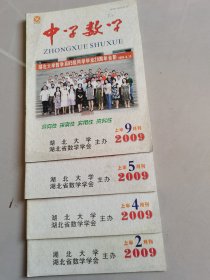 中学数学
ZHONGXUE SHUXUE
上半9月刊
湖北大学
湖北省数学学会 主办
2009
上半5月刊
湖北大学
湖北省数学学会 主办
2009
上半4月刊
湖北大学
湖北省数学学会 主办
2009
上半2月刊
湖北大学
湖北省数学学会 主办
2009